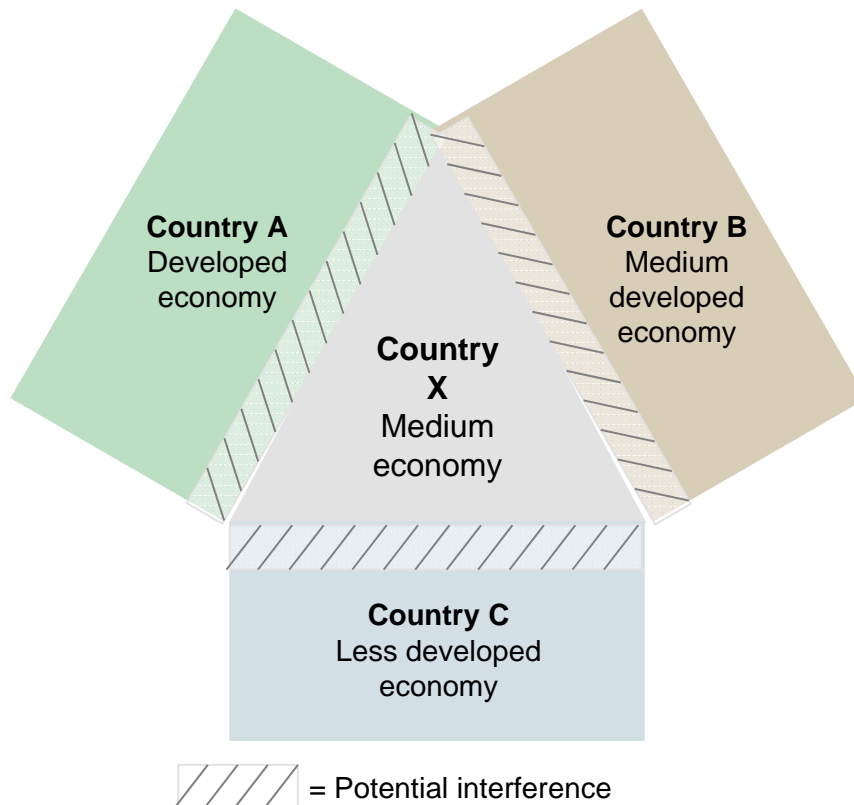 Country A
Developed
economy
Country B
Medium
developed
economy
Country
X
Medium
economy
Country C
Less developed
economy
= Potential interference